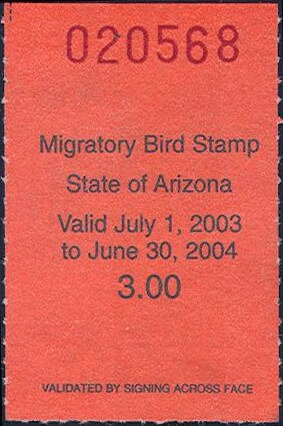 020568
Migratory Bird Stamp
State of Arizona
Valid July 1, 2003
to June 30, 2004
3.00
VALIDATED BY SIGNING ACROSS FACE